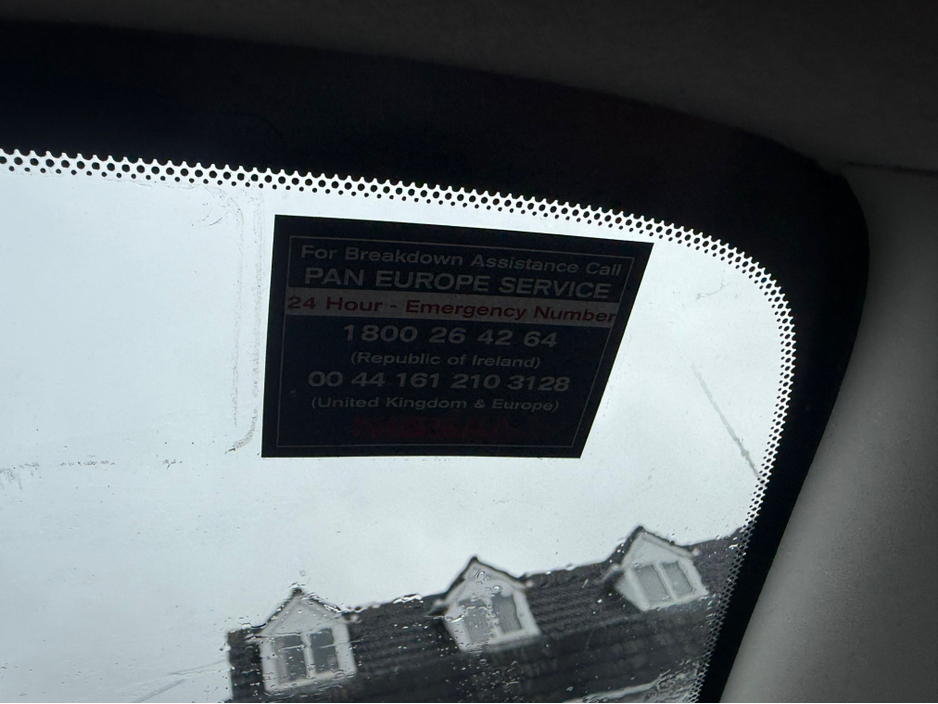 For Breakdown Assistance Call
PAN EUROPE SERVICE
24 Hour - Emergency Number
1800 26 42 64
(Republic of Ireland)
00 44 161 210 3128
(United Kingdom & Europe)